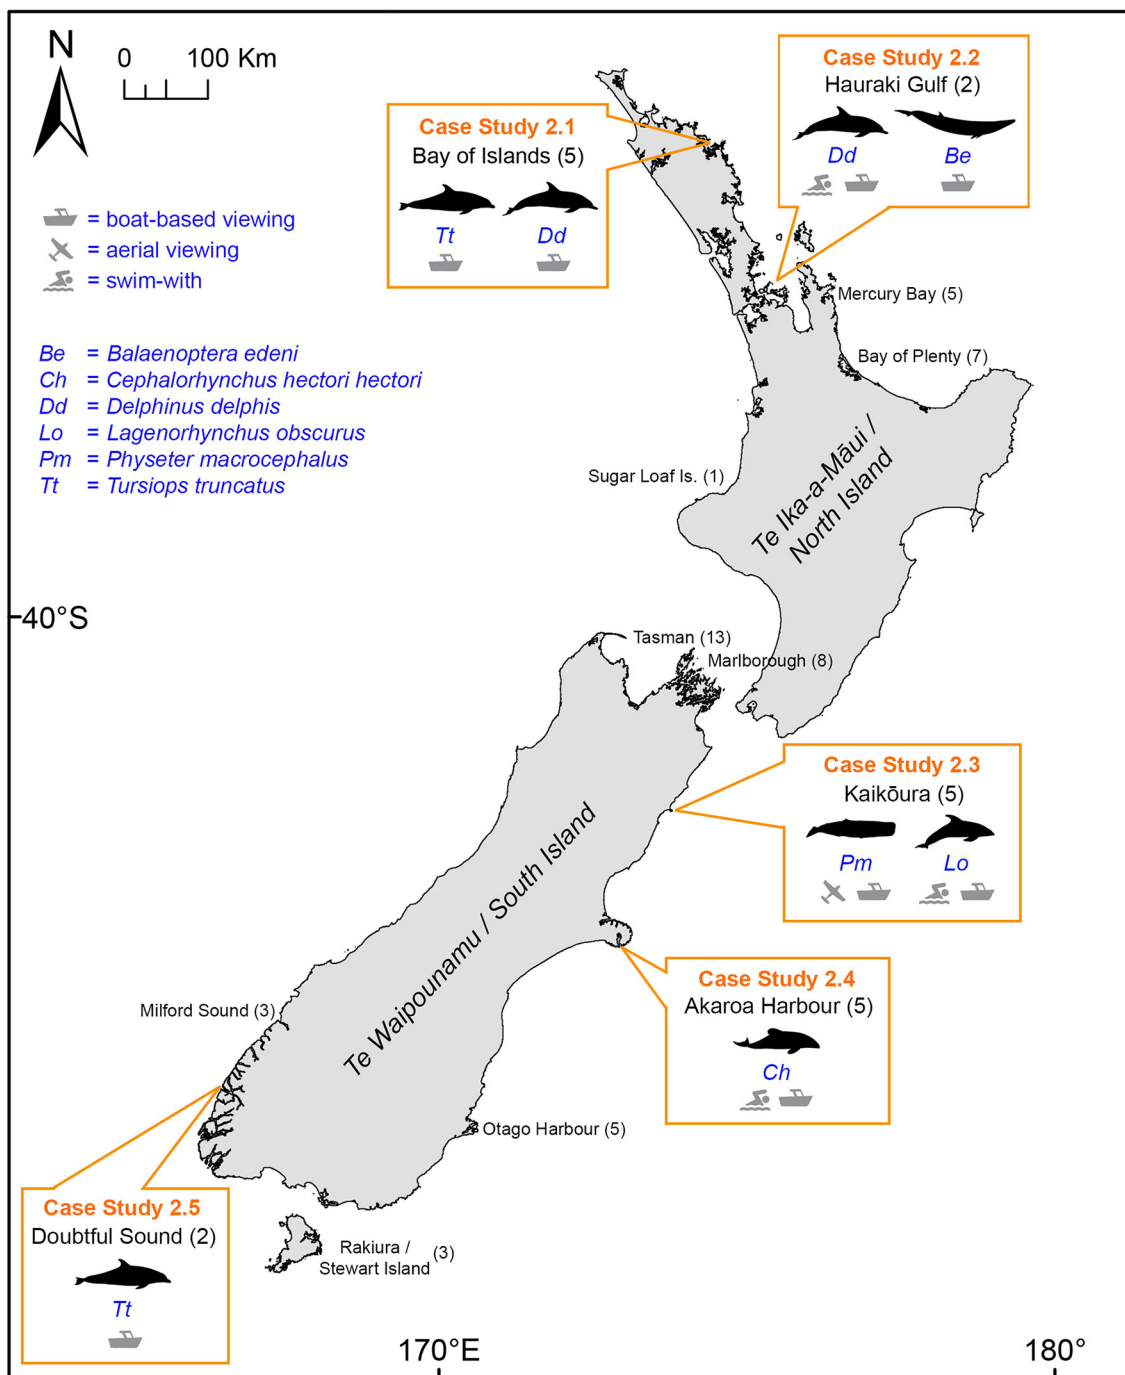 N
0 100 Km
= boat-based viewing
= aerial viewing
= swim-with
Be = Balaenoptera edeni
Ch = Cephalorhynchus hectori hectori
Dd = Delphinus delphis
Lo = Lagenorhynchus obscurus
Pm = Physeter macrocephalus
Tt = Tursiops truncatus
Case Study 2.1
Bay of Islands (5)
Tt Dd
Case Study 2.2
Hauraki Gulf (2)
Dd Be
Mercury Bay (5)
Bay of Plenty (7)
Sugar Loaf Is. (1)
Te Ika-a-Māui /
North Island
40°S
Tasman (13)
Marlborough (8)
Case Study 2.3
Kaikōura (5)
Pm Lo
Te Waipounamu / South Island
Case Study 2.4
Akaroa Harbour (5)
Ch
Milford Sound (3)
Otago Harbour (5)
Case Study 2.5
Doubtful Sound (2)
Tt
Rakiura /
Stewart Island (3)
170°E
180°